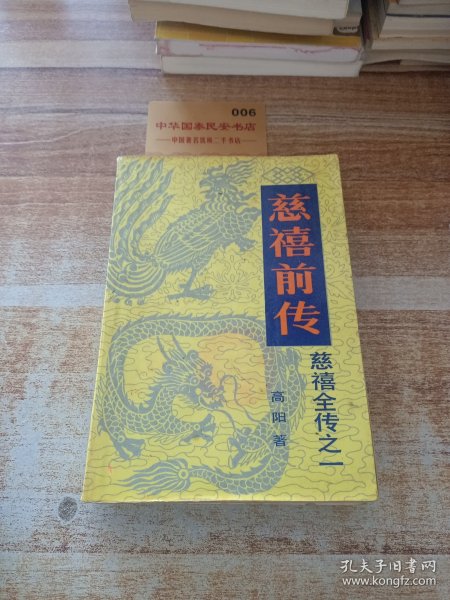 006
中华国泰民安书店
中国著名线上二手书店
慈禧前传
慈禧全传之一
高阳著
孔夫子旧书网
www.kongfz.com